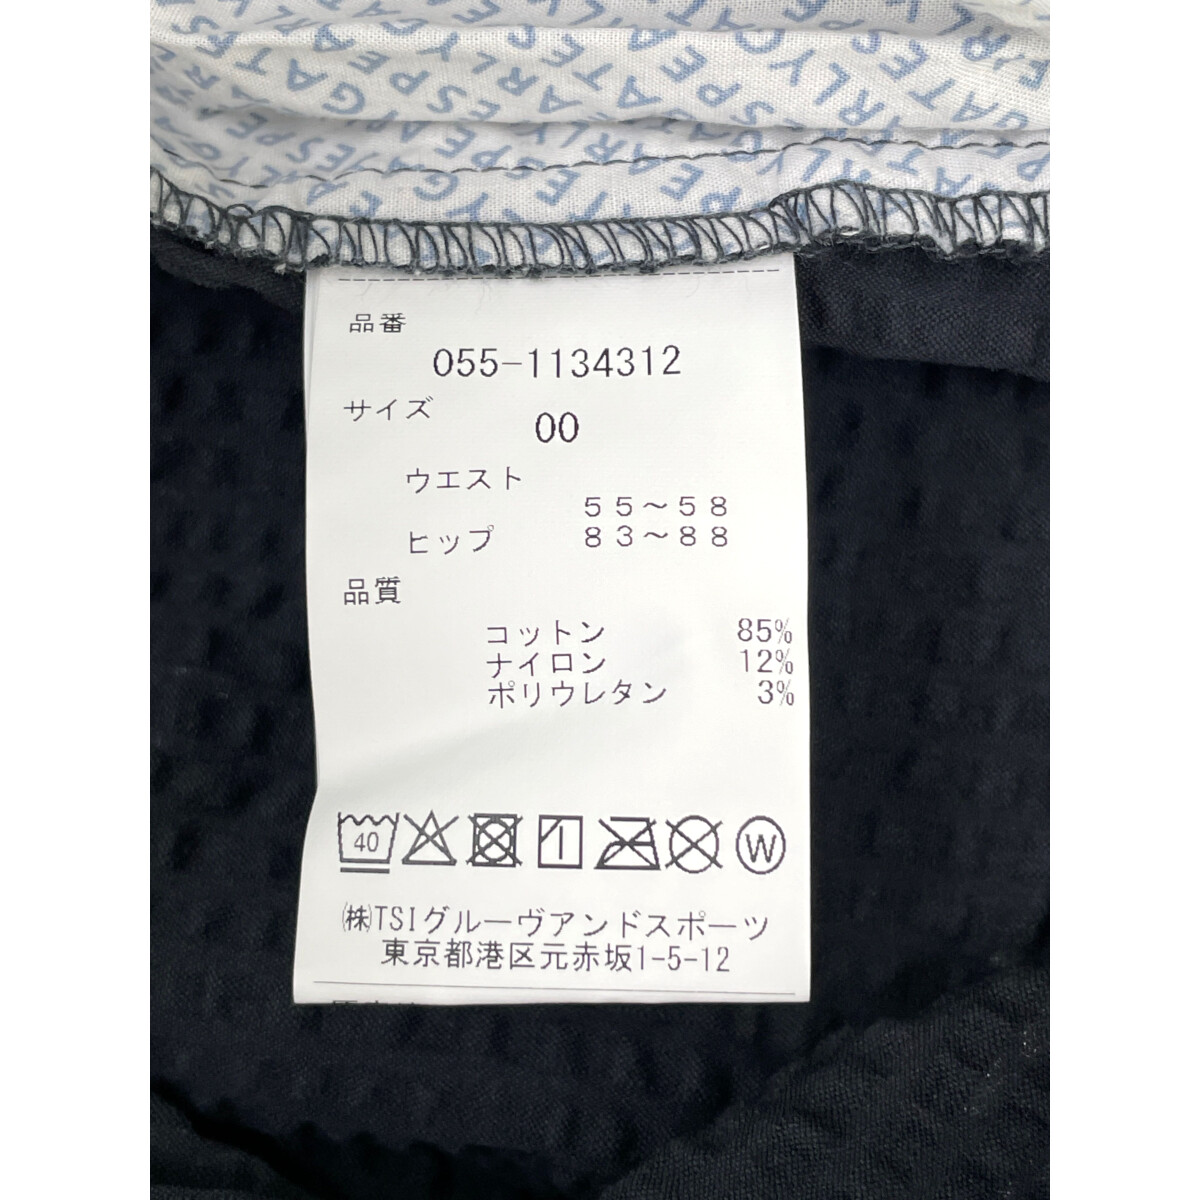 品番
055-1134312
サイズ
00
ウエスト 55～58
ヒップ 83～88
品質
コットン 85%
ナイロン 12%
ポリウレタン 3%
40
W
㈱TSIグルーヴアンドスポーツ
東京都港区元赤坂1-5-12